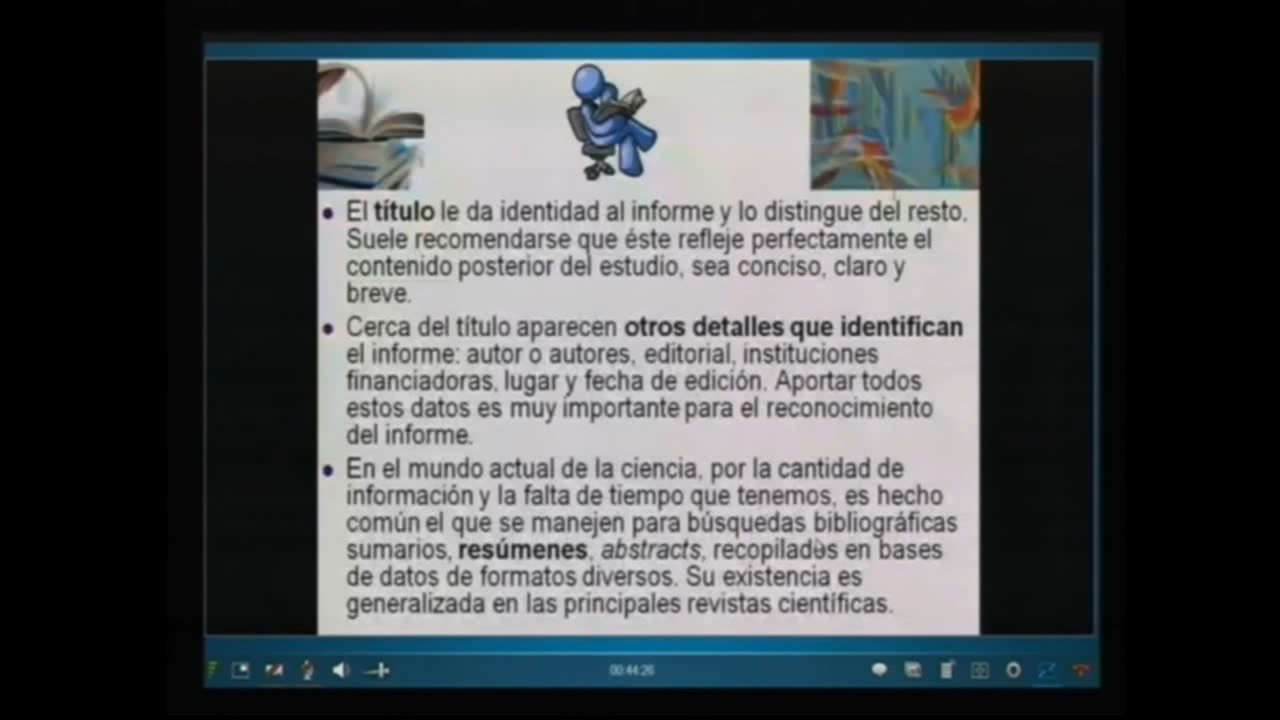 • El título le da identidad al informe y lo distingue del resto.
Suele recomendarse que éste refleje perfectamente el
contenido posterior del estudio, sea conciso, claro y
breve.
• Cerca del título aparecen otros detalles que identifican
el informe: autor o autores, editorial, instituciones
financiadoras, lugar y fecha de edición. Aportar todos
estos datos es muy importante para el reconocimiento
del informe.
• En el mundo actual de la ciencia, por la cantidad de
información y la falta de tiempo que tenemos, es hecho
común el que se manejen para búsquedas bibliográficas
sumarios, resúmenes, abstracts, recopilados en bases
de datos de formatos diversos. Su existencia es
generalizada en las principales revistas científicas.
00:44:26